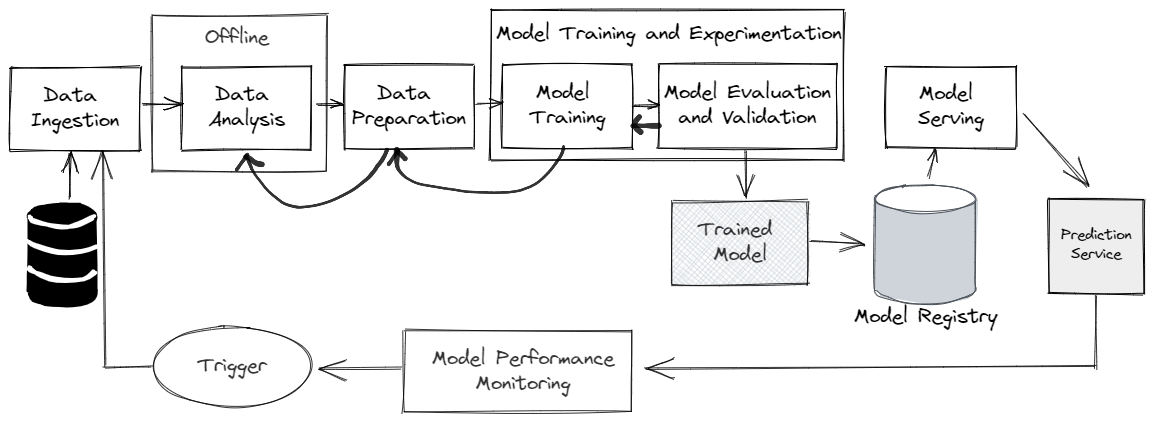 Offline
Model Training and Experimentation
Data
Ingestion
Data
Analysis
Data
Preparation
Model
Training
Model Evaluation
and Validation
Model
Serving
Trained
Model
Prediction
Service
Model Registry
Trigger
Model Performance
Monitoring